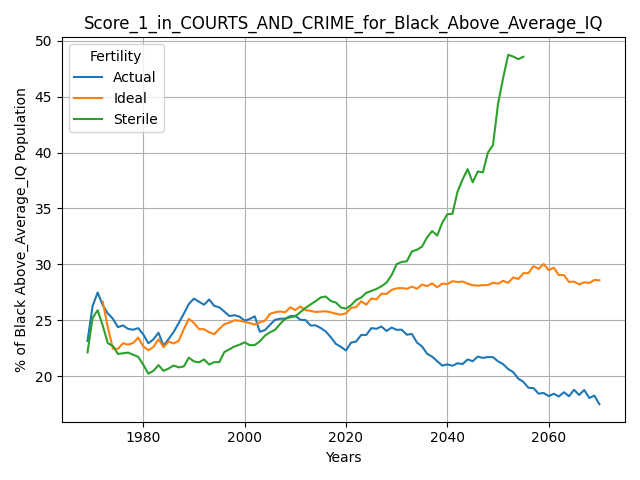 Score_1_in_COURTS_AND_CRIME_for_Black_Above_Average_IQ
Fertility
Actual
Ideal
Sterile
% of Black Above_Average_IQ Population
50
45
40
35
30
25
20
1980
2000
2020
2040
2060
Years